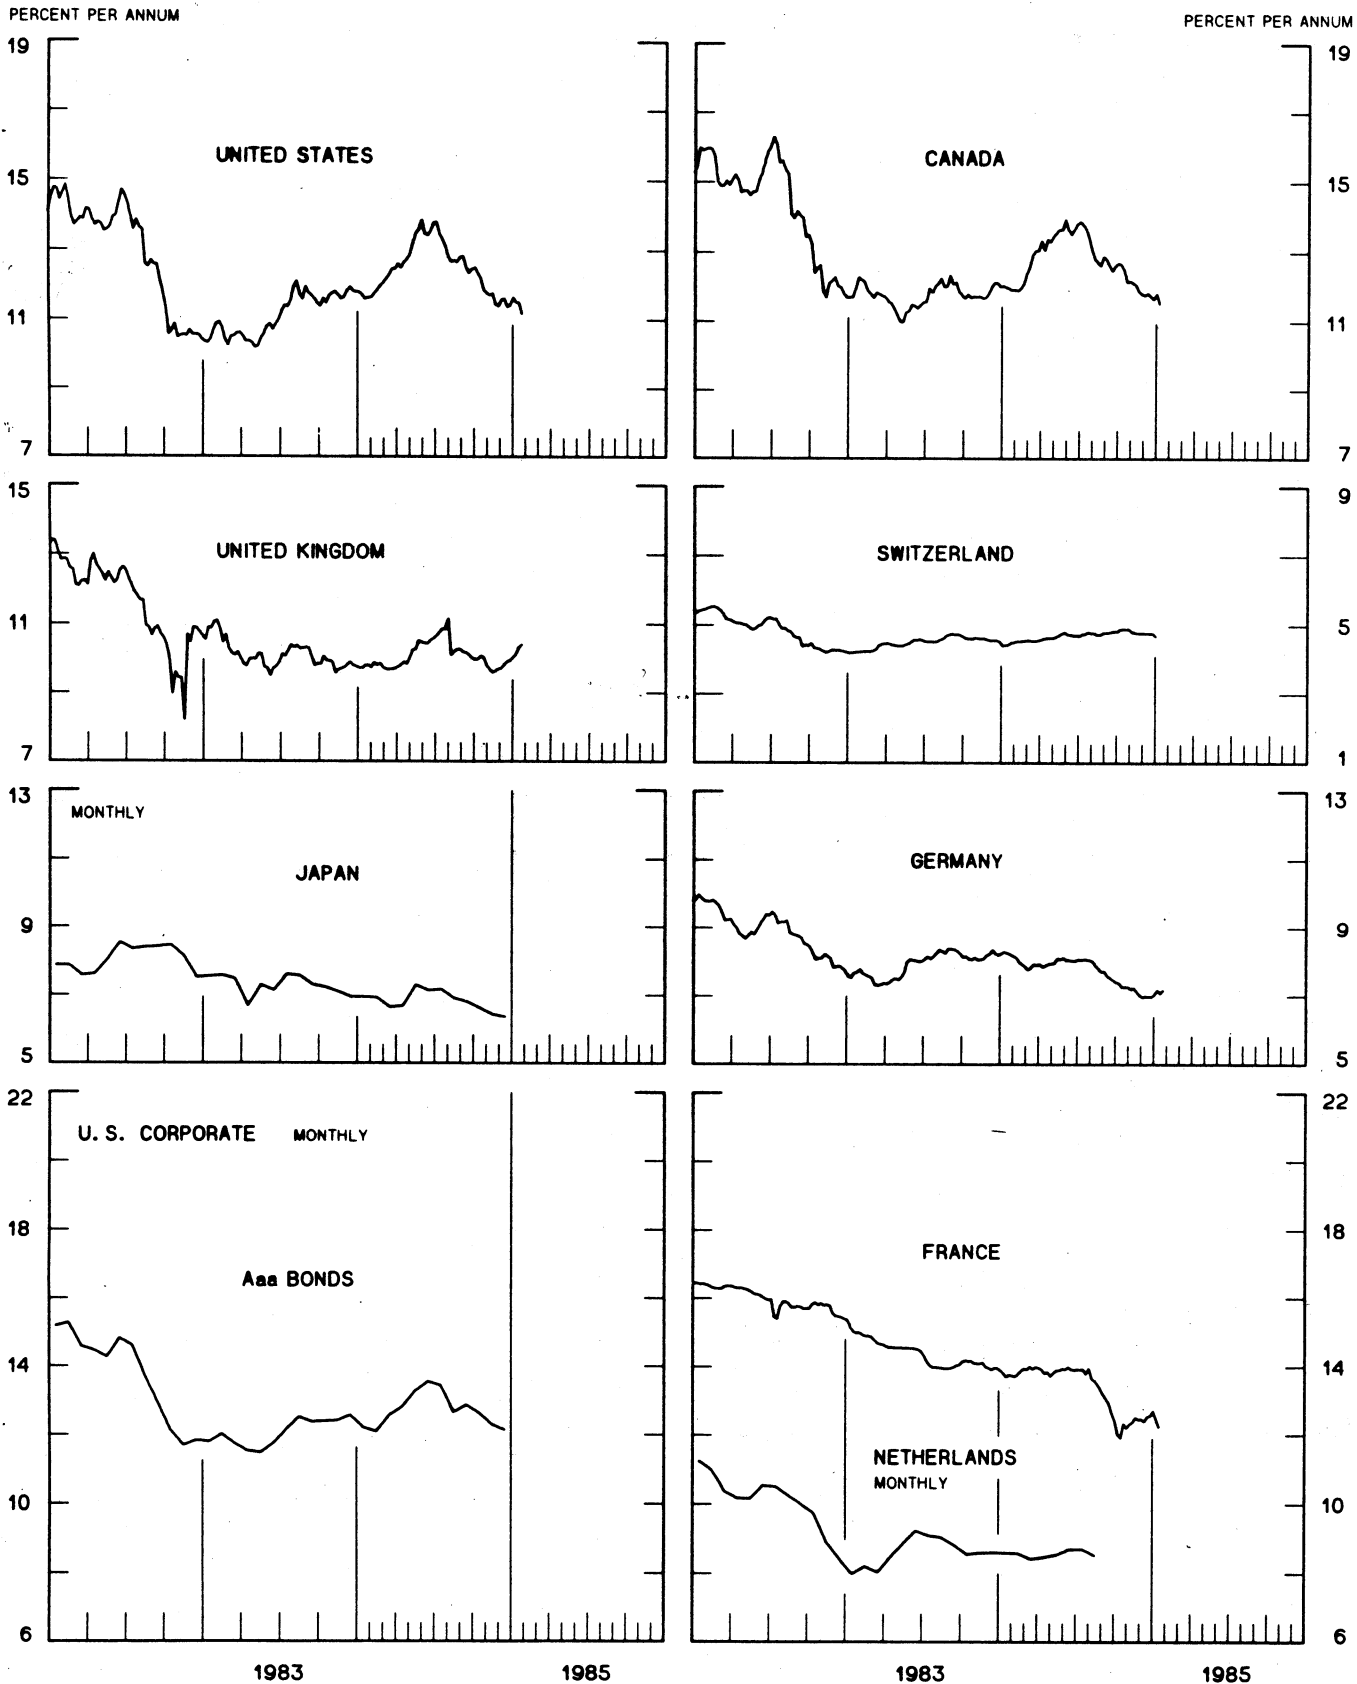 PERCENT PER ANNUM
PERCENT PER ANNUM
19
15
11
7
UNITED STATES
CANADA
19
15
11
7
15
11
7
UNITED KINGDOM
SWITZERLAND
9
5
1
13
9
5
MONTHLY
JAPAN
GERMANY
13
9
5
22
18
14
10
6
U. S. CORPORATE MONTHLY
Aaa BONDS
FRANCE
NETHERLANDS
MONTHLY
22
18
14
10
6
1983
1985
1983
1985